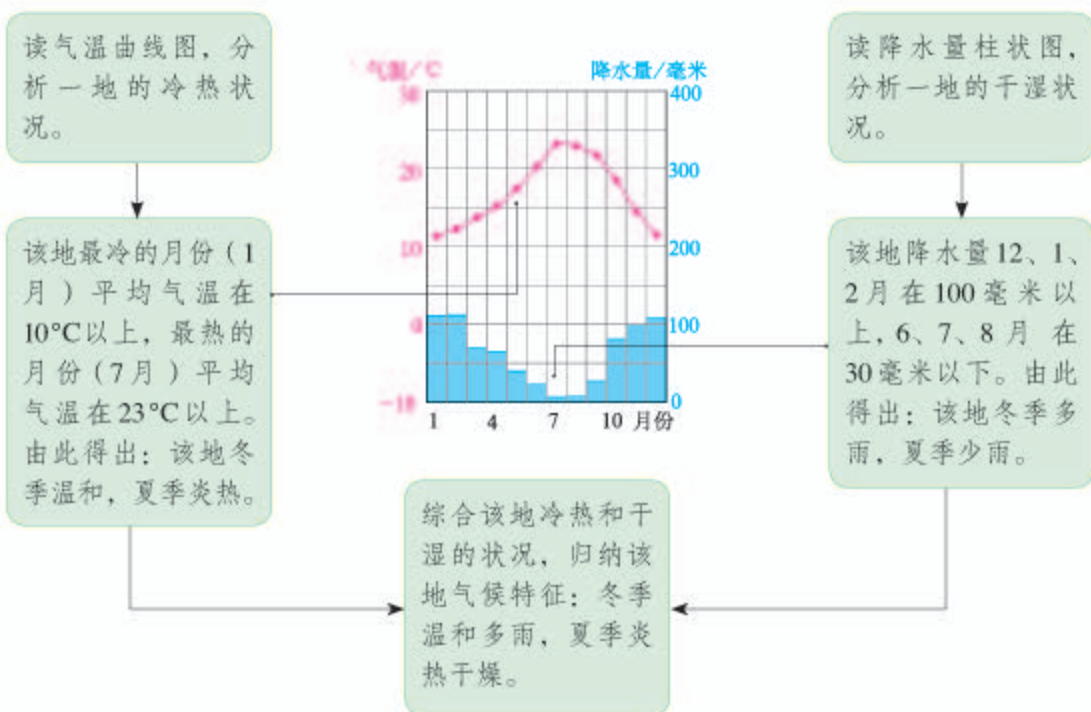 读气温曲线图，分
析一地的冷热状
况。
气温/°C
降水量/毫米
读降水量柱状图，
分析一地的干湿状
况。
400
20
300
10
200
0
100
0
1
4
7
10
月份
该地最冷的月份（1
月）平均气温在
10°C以上，最热的
月份（7月）平均
气温在23°C以上。
由此得出：该地冬
季温和，夏季炎热。
该地降水量12、1、
2月在100毫米以
上，6、7、8月 在
30毫米以下。由此
得出：该地冬季多
雨，夏季少雨。
综合该地冷热和干
湿的状况，归纳该
地气候特征：冬季
温和多雨，夏季炎
热干燥。